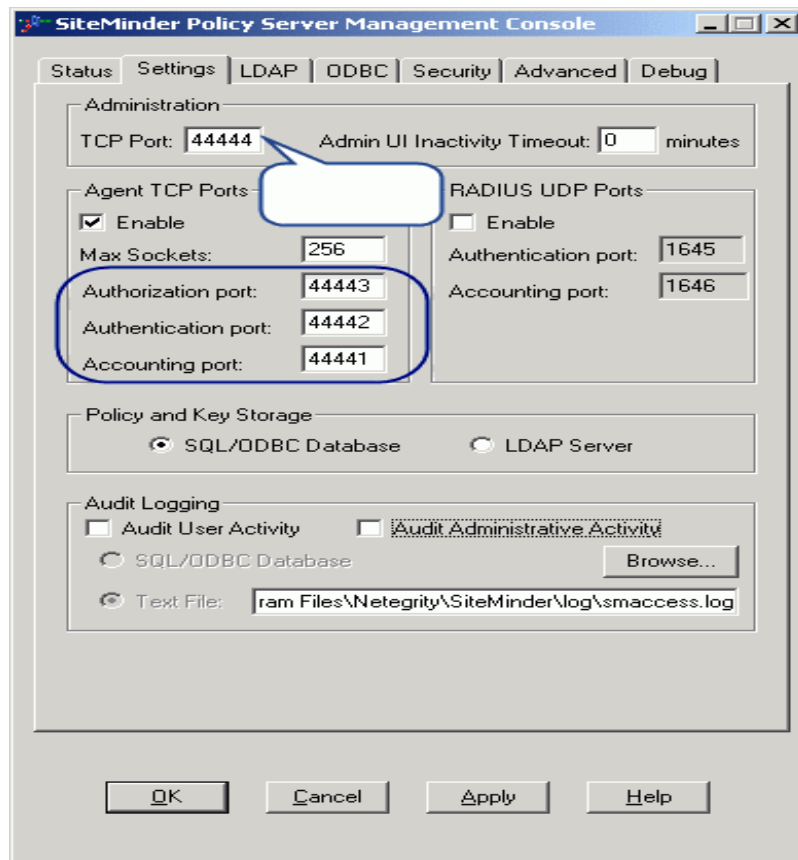 SiteMinder Policy Server Management Console
Status Settings LDAP ODBC Security Advanced Debug
Administration
TCP Port: 44444 Admin UI Inactivity Timeout: 0 minutes
Agent TCP Ports
Enable
Max Sockets: 256
Authorization port: 44443
Authentication port: 44442
Accounting port: 44441
RADIUS UDP Ports
Enable
Authentication port: 1645
Accounting port: 1646
Policy and Key Storage
SQL/ODBC Database LDAP Server
Audit Logging
Audit User Activity Audit Administrative Activity
SQL/ODBC Database Browse...
Text File: ram Files\Netegrity\SiteMinder\log\smaccess.log
OK Cancel Apply Help